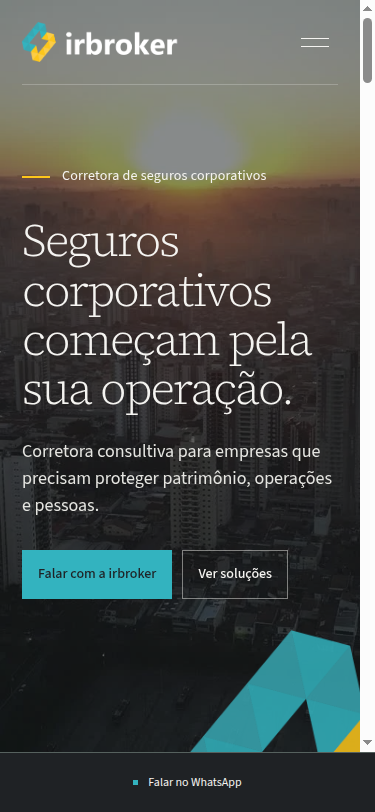 irbroker
Corretora de seguros corporativos
Seguros
corporativos
começam pela
sua operação.
Corretora consultiva para empresas que
precisam proteger patrimônio, operações
e pessoas.
Falar com a irbroker
Ver soluções
Falar no WhatsApp